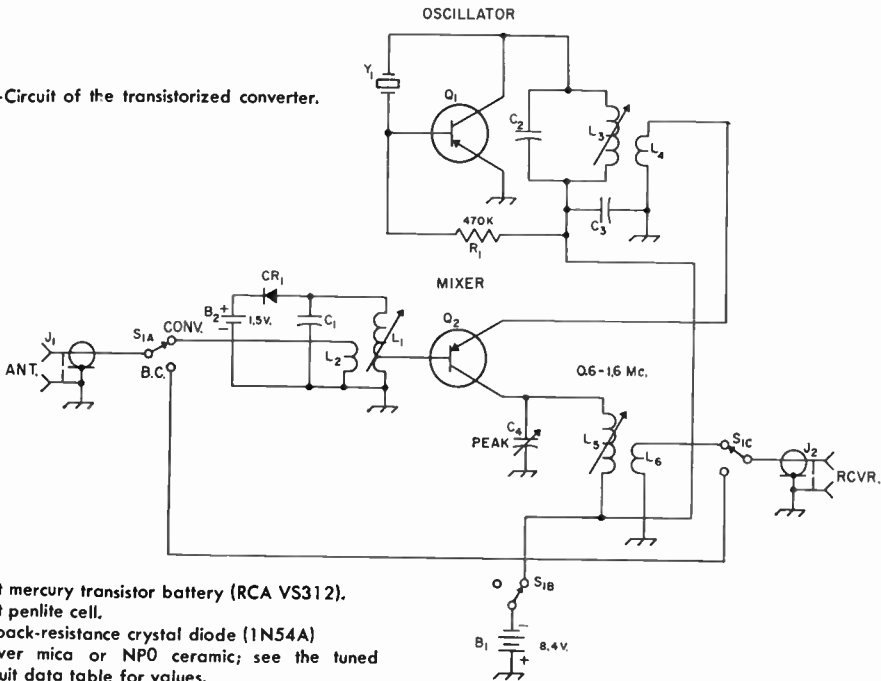 OSCILLATOR
-Circuit of the transistorized converter.
Y1
Q1
C2
L3
L4
C3
470K
R1
MIXER
CR1
B2
+
-
1.5V.
C1
L1
L2
Q2
0.6-1.6 Mc.
J1
S1A
CONV.
ANT.
B.C.
C4
PEAK
L5
L6
S1C
J2
RCVR.
t mercury transistor battery (RCA VS312).
t penlite cell.
back-resistance crystal diode (1N54A)
ver mica or NP0 ceramic; see the tuned
uit data table for values.
S1B
B1
-
8.4V.
+